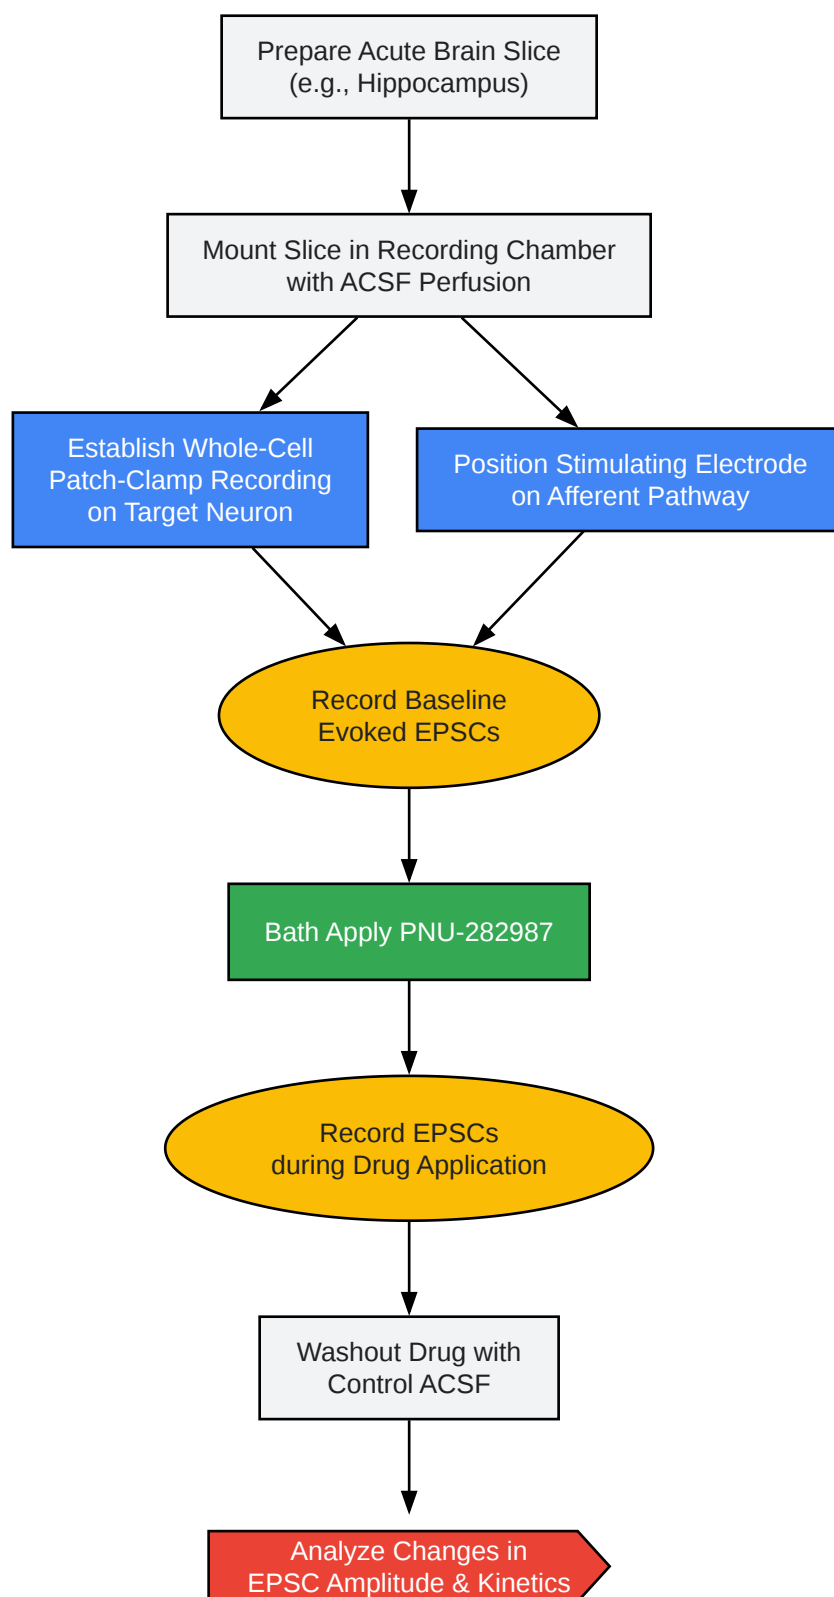 Prepare Acute Brain Slice
(e.g., Hippocampus)
Mount Slice in Recording Chamber
with ACSF Perfusion
Establish Whole-Cell
Patch-Clamp Recording
on Target Neuron
Position Stimulating Electrode
on Afferent Pathway
Record Baseline
Evoked EPSCs
Bath Apply PNU-282987
Record EPSCs
during Drug Application
Washout Drug with
Control ACSF
Analyze Changes in
EPSC Amplitude & Kinetics